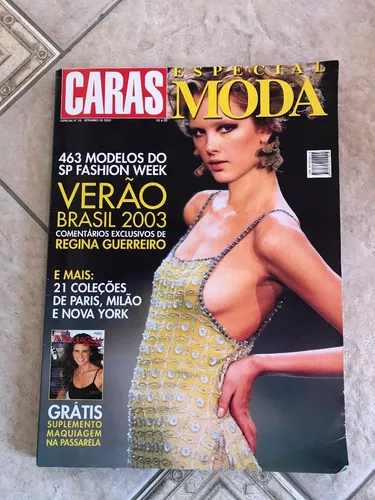 CARAS
ESPECIAL
MODA
463 MODELOS DO
SP FASHION WEEK
VERÃO
BRASIL 2003
COMENTÁRIOS EXCLUSIVOS DE
REGINA GUERREIRO
E MAIS:
21 COLEÇÕES
DE PARIS, MILÃO
E NOVA YORK
GRÁTIS
SUPLEMENTO
MAQUIAGEM
NA PASSARELA